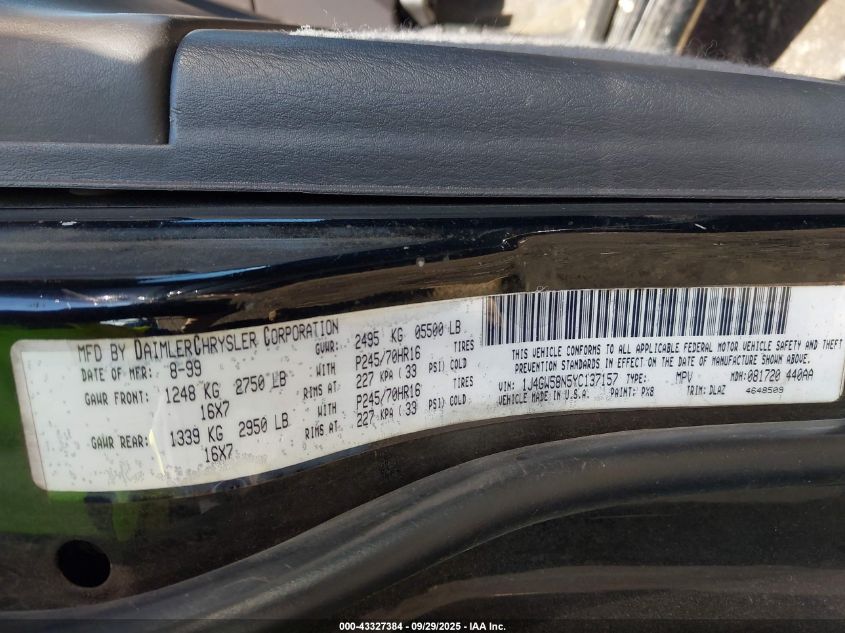 MFD BY DAIMLERCHRYSLER CORPORATION
DATE OF MFR: 8-99 GVWR: 2495 KG 05500 LB
GAWR FRONT: 1248 KG 2750 LB WITH P245/70HR16 TIRES
16X7 RIMS AT 227 KPA (33 PSI) COLD
GAWR REAR: 1339 KG 2950 LB WITH P245/70HR16 TIRES
16X7 RIMS AT 227 KPA (33 PSI) COLD
THIS VEHICLE CONFORMS TO ALL APPLICABLE FEDERAL MOTOR VEHICLE SAFETY AND THEFT
PREVENTION STANDARDS IN EFFECT ON THE DATE OF MANUFACTURE SHOWN ABOVE.
VIN: 1J4GW58N5YC137157 TYPE: MPV MDH: 081720 440AA
VEHICLE MADE IN U.S.A. PAINT: PX8 TRIM: DLAZ 4648509
000-43327384 | 09/29/2025 - IAA Inc.